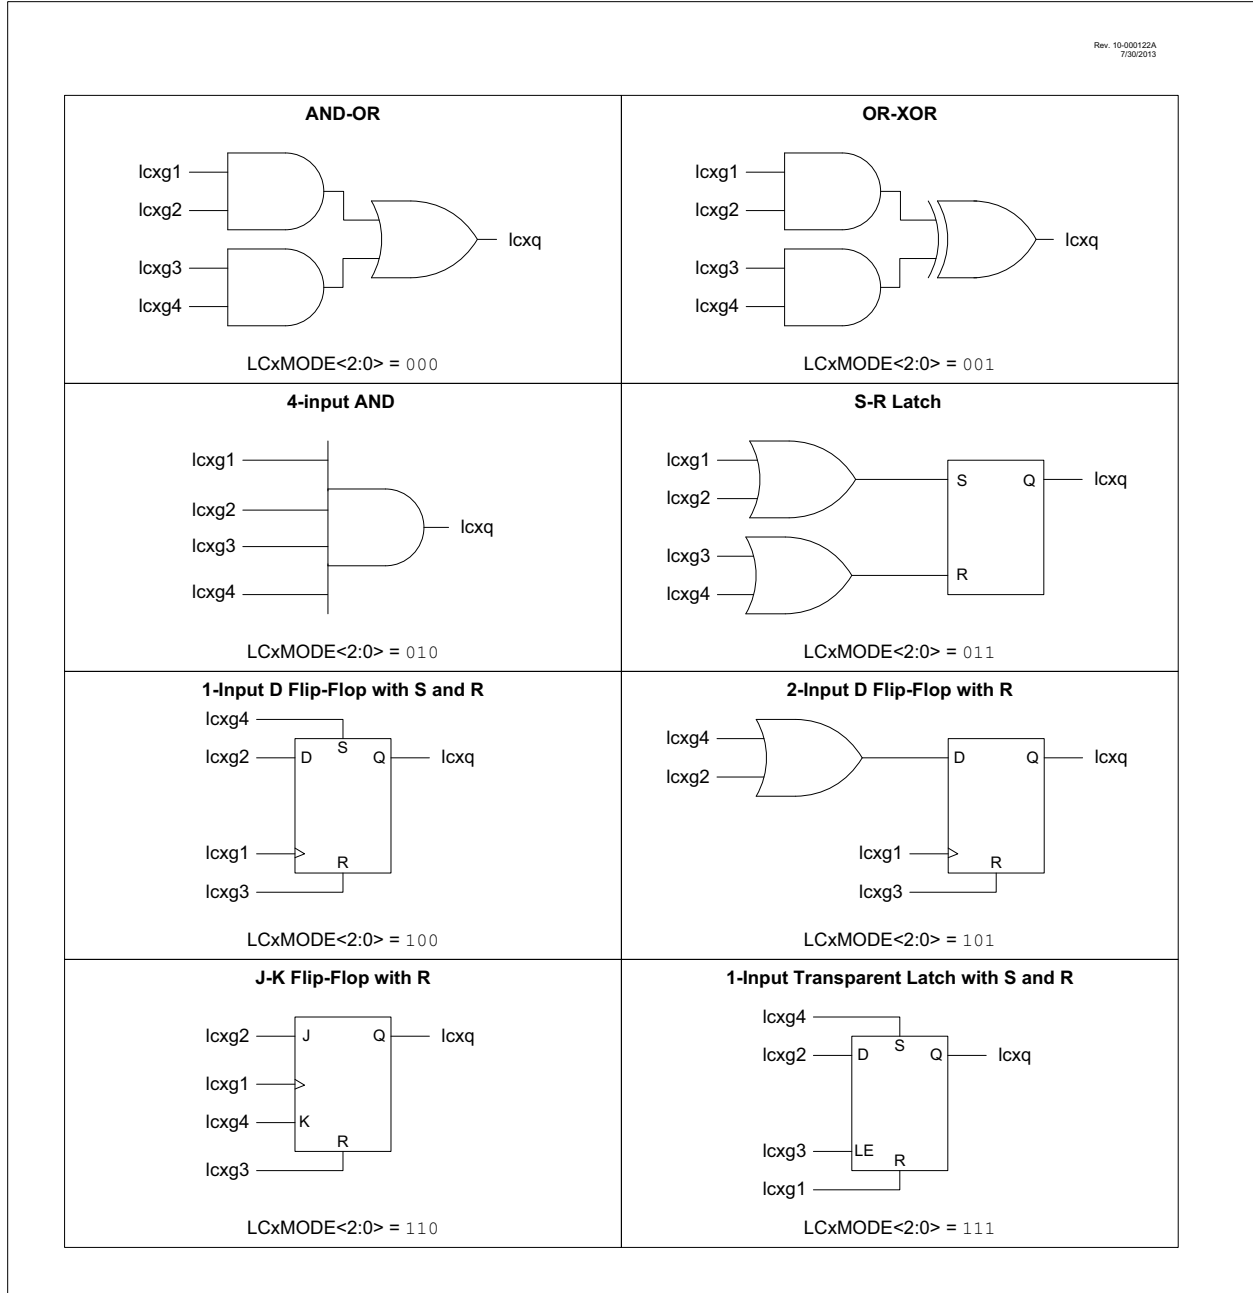 Rev. 10-000122A
7/30/2013
AND-OR
lcxg1
lcxg2
lcxg3
lcxg4
lcxq
LCxMODE<2:0> = 000
OR-XOR
lcxg1
lcxg2
lcxg3
lcxg4
lcxq
LCxMODE<2:0> = 001
4-input AND
lcxg1
lcxg2
lcxg3
lcxg4
lcxq
LCxMODE<2:0> = 010
S-R Latch
lcxg1
lcxg2
lcxg3
lcxg4
S
Q
lcxq
R
LCxMODE<2:0> = 011
1-Input D Flip-Flop with S and R
lcxg4
S
lcxg2
D
Q
lcxq
lcxg1
R
lcxg3
LCxMODE<2:0> = 100
2-Input D Flip-Flop with R
lcxg4
lcxg2
D
Q
lcxq
lcxg1
R
lcxg3
LCxMODE<2:0> = 101
J-K Flip-Flop with R
lcxg2
J
Q
lcxq
lcxg1
lcxg4
K
R
lcxg3
LCxMODE<2:0> = 110
1-Input Transparent Latch with S and R
lcxg4
S
lcxg2
D
Q
lcxq
lcxg3
LE
R
lcxg1
LCxMODE<2:0> = 111